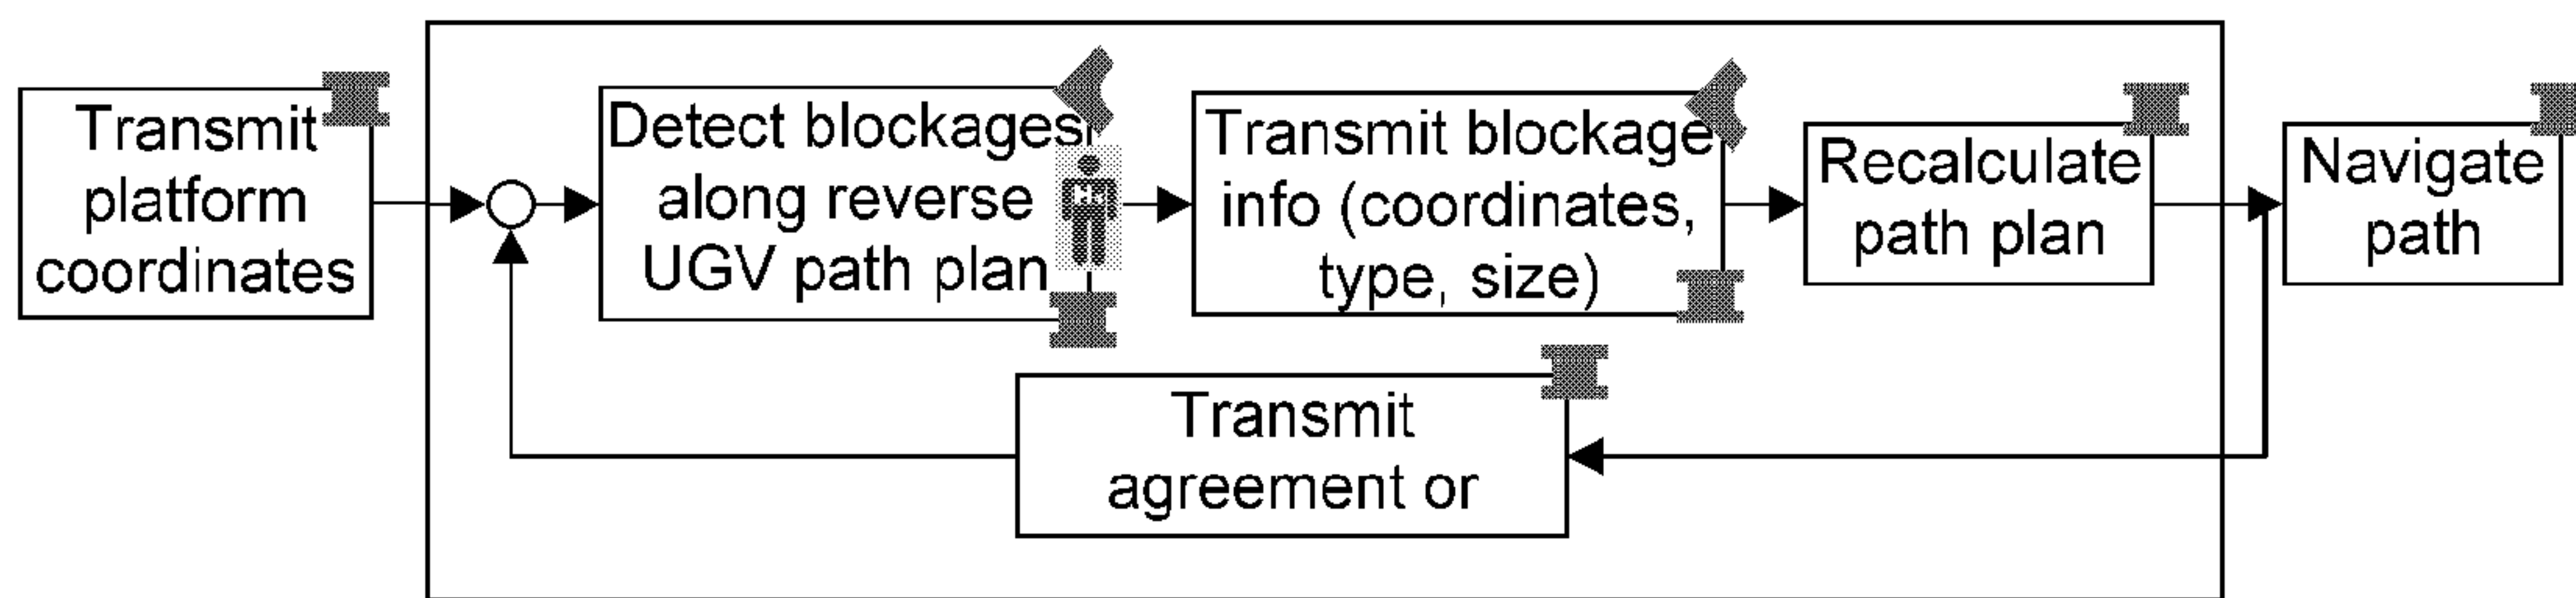 Transmit
platform
coordinates
Detect blockages
along reverse
UGV path plan
Transmit blockage
info (coordinates,
type, size)
Recalculate
path plan
Navigate
path
Transmit
agreement or